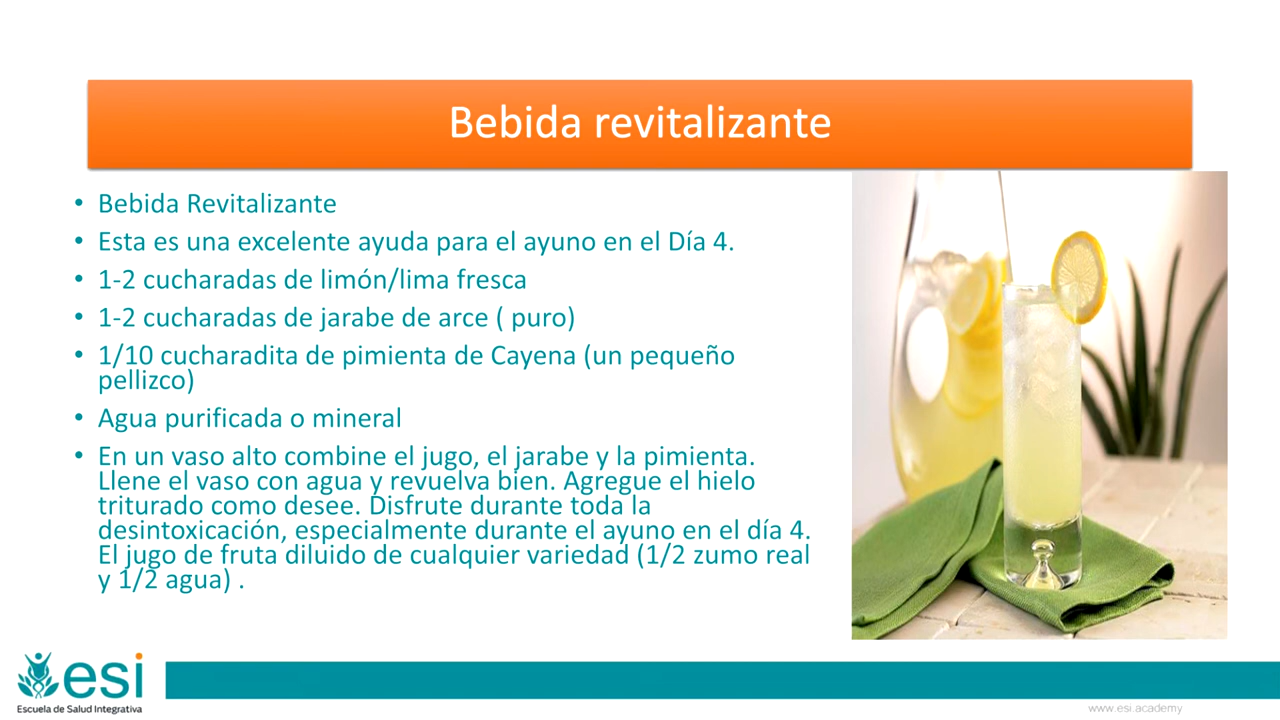 Bebida revitalizante
• Bebida Revitalizante
• Esta es una excelente ayuda para el ayuno en el Día 4.
• 1-2 cucharadas de limón/lima fresca
• 1-2 cucharadas de jarabe de arce ( puro)
• 1/10 cucharadita de pimienta de Cayena (un pequeño
pellizco)
• Agua purificada o mineral
• En un vaso alto combine el jugo, el jarabe y la pimienta.
Llene el vaso con agua y revuelva bien. Agregue el hielo
triturado como desee. Disfrute durante toda la
desintoxicación, especialmente durante el ayuno en el día 4.
El jugo de fruta diluido de cualquier variedad (1/2 zumo real
y 1/2 agua) .
esi
Escuela de Salud Integrativa
www.esi.academy